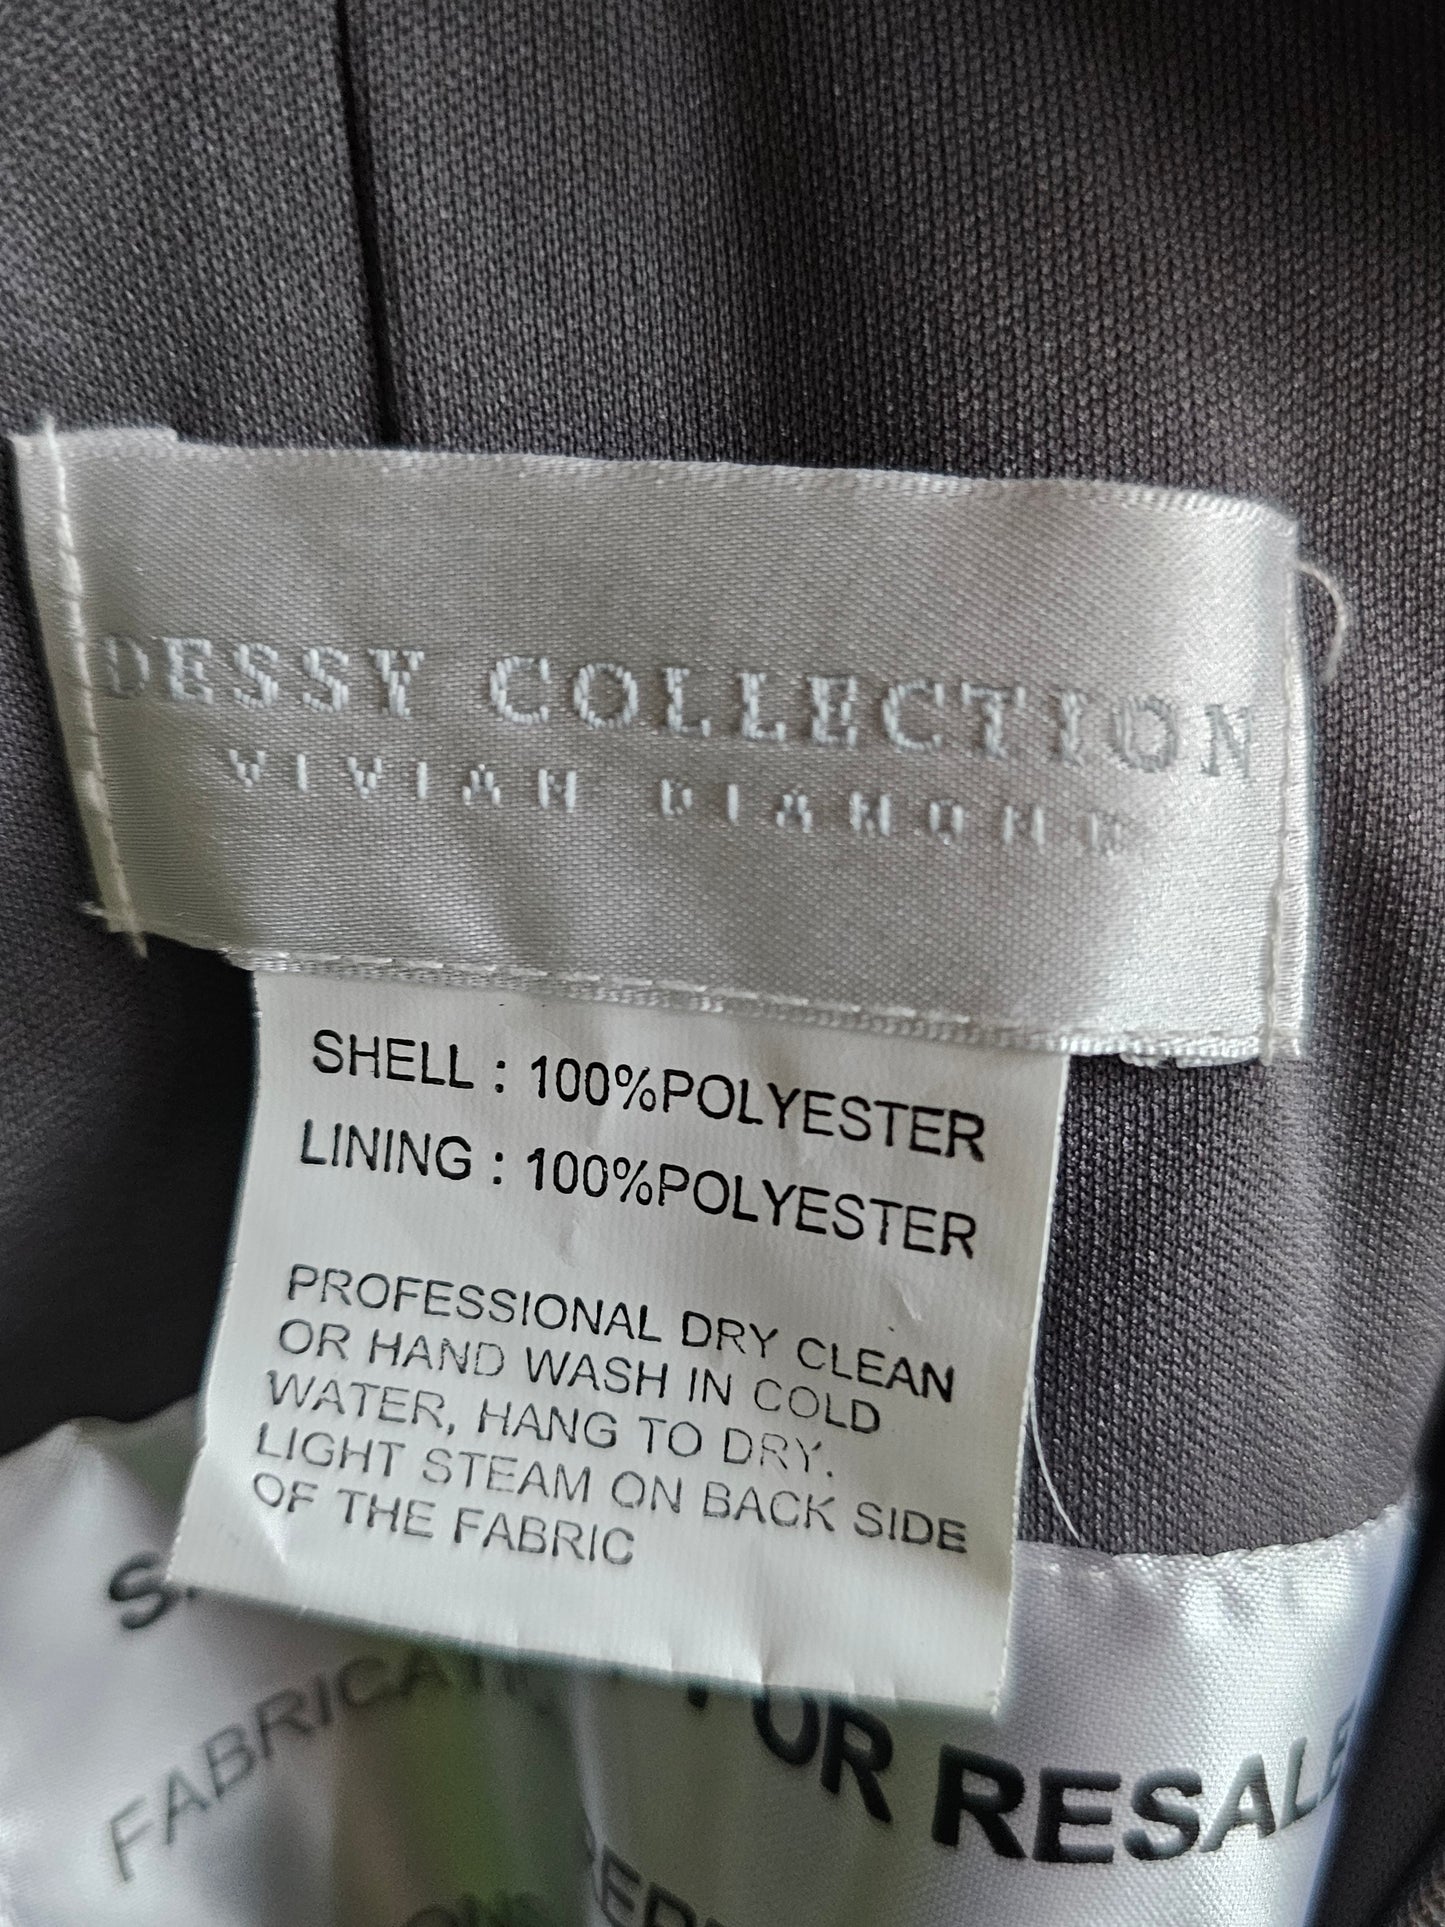 DESSY COLLECTION
VIVIAN DIAMOND
SHELL : 100%POLYESTER
LINING : 100%POLYESTER
PROFESSIONAL DRY CLEAN
OR HAND WASH IN COLD
WATER, HANG TO DRY.
LIGHT STEAM ON BACK SIDE
OF THE FABRIC
FOR RESALE